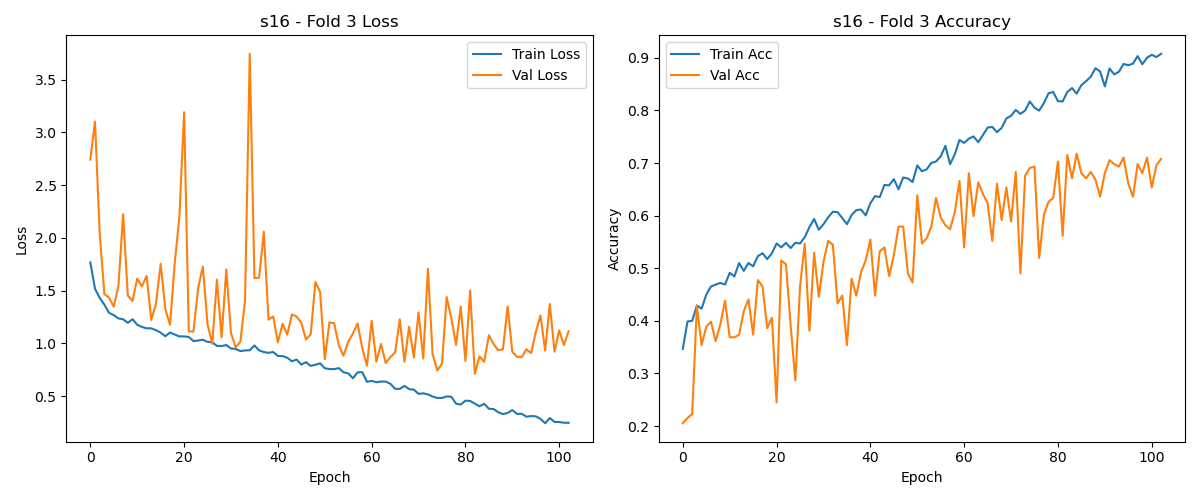 s16 - Fold 3 Loss
Train Loss
Val Loss
3.5
3.0
2.5
2.0
1.5
1.0
0.5
Loss
0 20 40 60 80 100
Epoch
s16 - Fold 3 Accuracy
Train Acc
Val Acc
0.9
0.8
0.7
0.6
0.5
0.4
0.3
0.2
Accuracy
0 20 40 60 80 100
Epoch